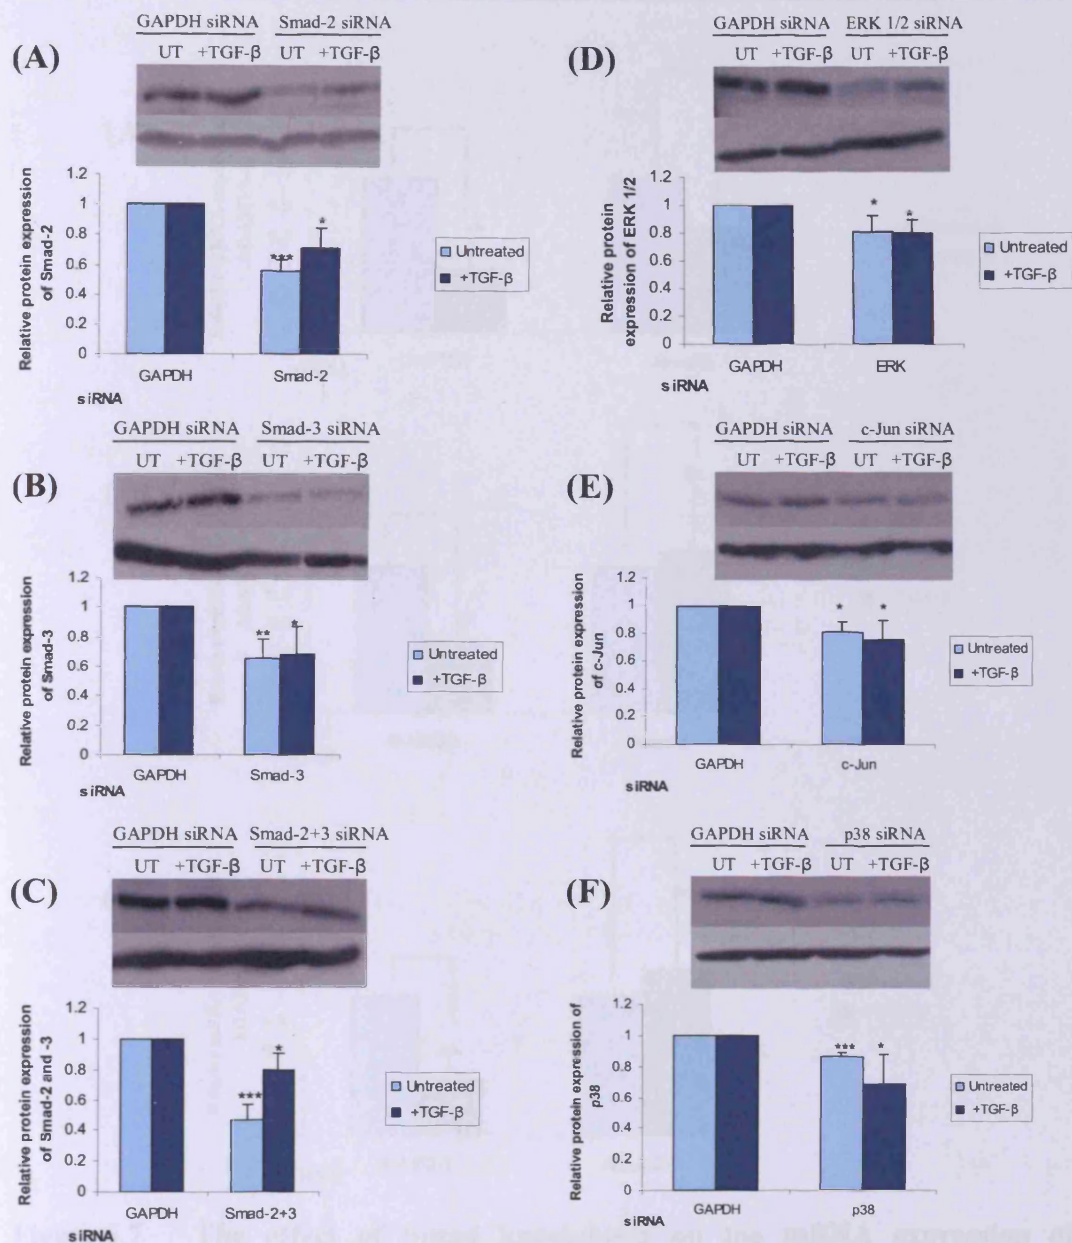 GAPDH siRNA Smad-2 siRNA
UT +TGF-β UT +TGF-β
(A)
1.2
1
0.8
0.6
0.4
0.2
0
Relative protein expression
of Smad-2
***
*
Untreated
+TGF-β
GAPDH Smad-2
siRNA
GAPDH siRNA Smad-3 siRNA
UT +TGF-β UT +TGF-β
(B)
1.2
1
0.8
0.6
0.4
0.2
0
Relative protein expression
of Smad-3
**
*
Untreated
+TGF-β
GAPDH Smad-3
siRNA
GAPDH siRNA Smad-2+3 siRNA
UT +TGF-β UT +TGF-β
(C)
1.2
1
0.8
0.6
0.4
0.2
0
Relative protein expression
of Smad-2 and -3
***
*
Untreated
+TGF-β
GAPDH Smad-2+3
siRNA
GAPDH siRNA ERK 1/2 siRNA
UT +TGF-β UT +TGF-β
(D)
1.2
1
0.8
0.6
0.4
0.2
0
Relative protein
expression of ERK 1/2
*
*
Untreated
+TGF-β
GAPDH ERK
siRNA
GAPDH siRNA c-Jun siRNA
UT +TGF-β UT +TGF-β
(E)
1.2
1
0.8
0.6
0.4
0.2
0
Relative protein expression
of c-Jun
*
*
Untreated
+TGF-β
GAPDH c-Jun
siRNA
GAPDH siRNA p38 siRNA
UT +TGF-β UT +TGF-β
(F)
1.2
1
0.8
0.6
0.4
0.2
0
Relative protein expression of
p38
***
*
Untreated
+TGF-β
GAPDH p38
siRNA